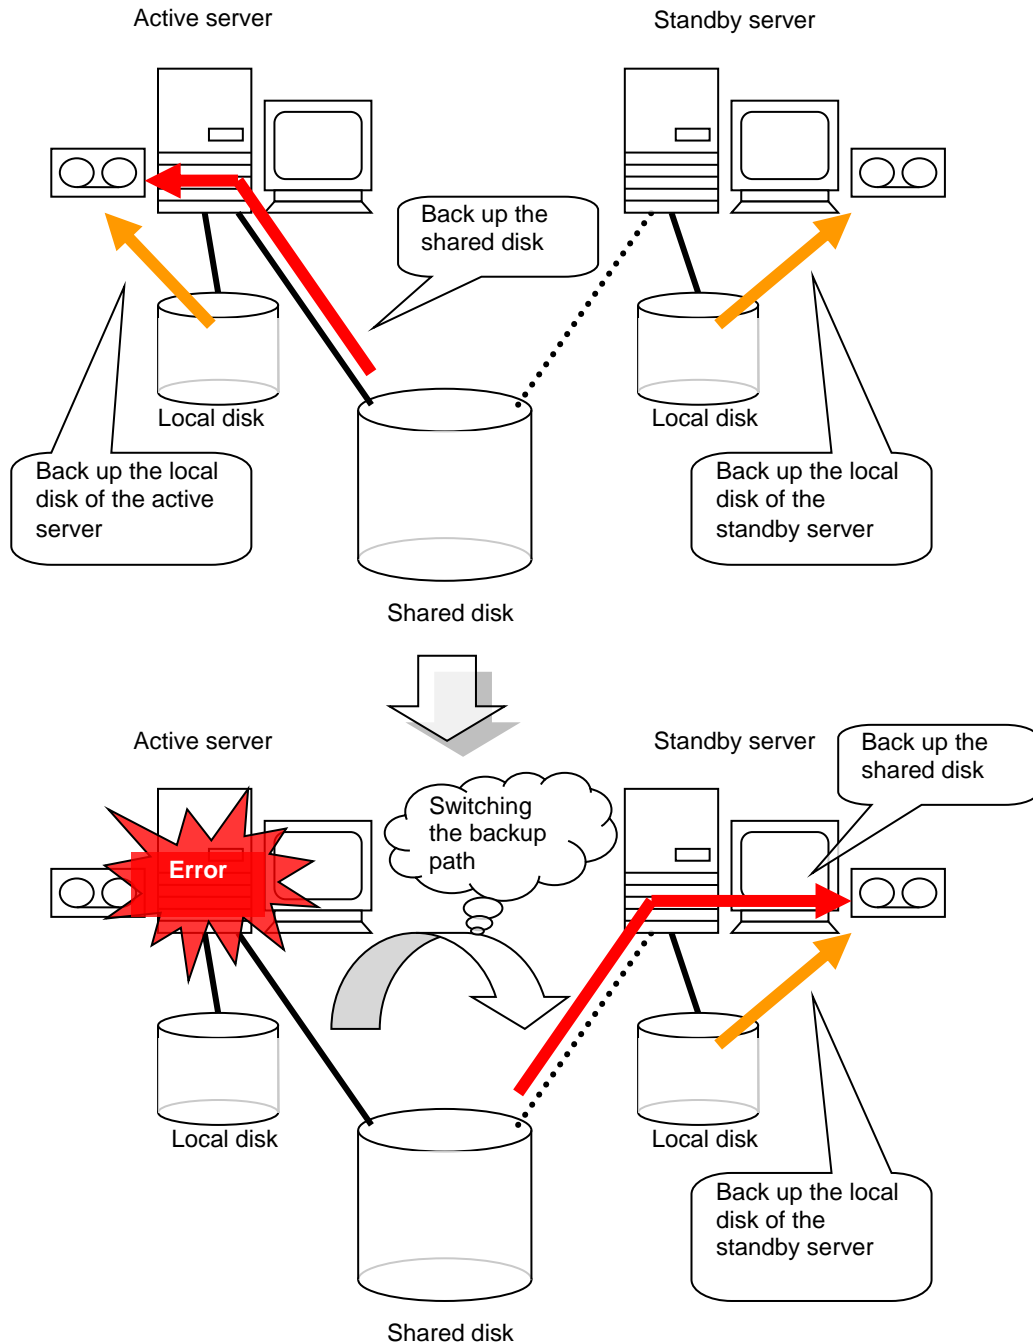 Active server
Standby server
Back up the
shared disk
Local disk
Local disk
Back up the local
disk of the active
server
Back up the local
disk of the
standby server
Shared disk
Active server
Standby server
Back up the
shared disk
Switching
the backup
path
Error
Local disk
Local disk
Back up the local
disk of the
standby server
Shared disk